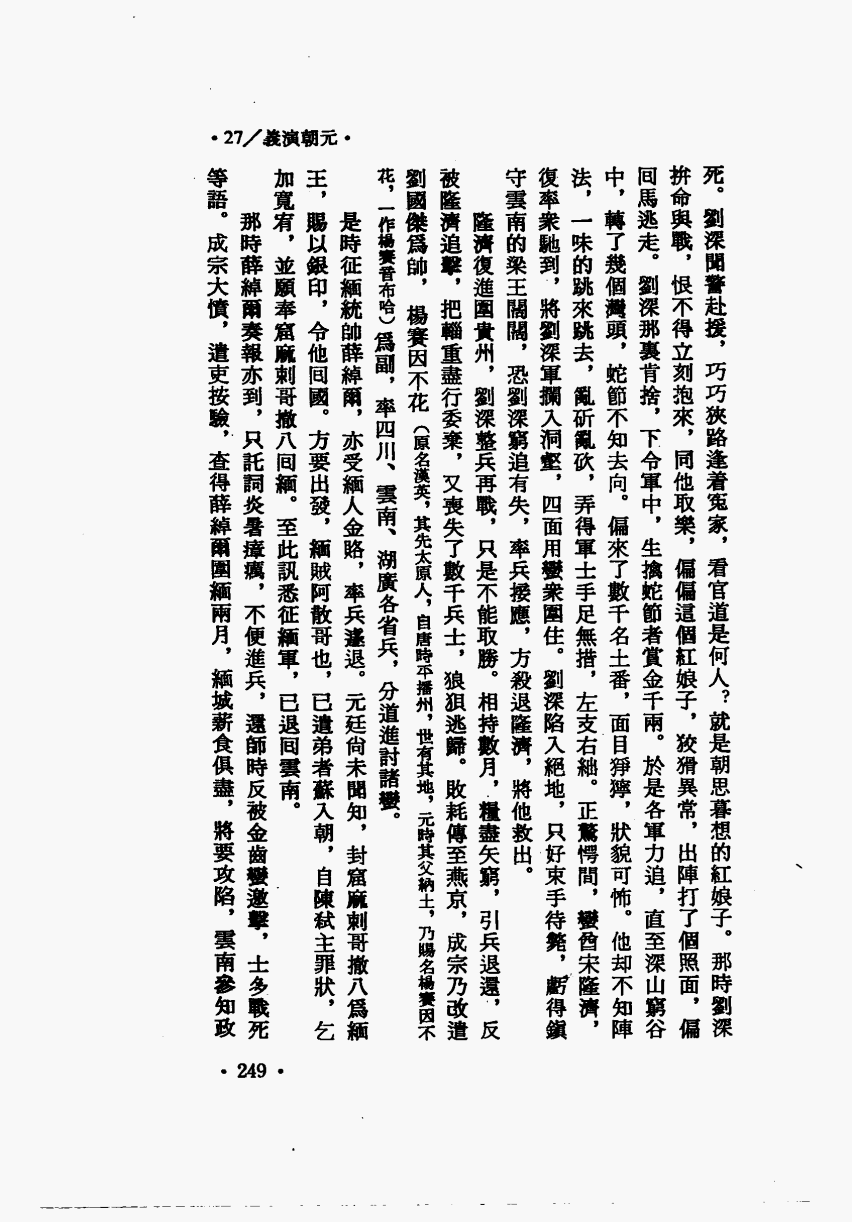 •27/義演朝元•
死。劉深聞警赴援，巧巧狹路逢着冤家，看官道是何人？就是朝思暮想的紅娘子。那時劉深
拚命與戰，恨不得立刻抱來，同他取樂，偏偏這個紅娘子，狡猾異常，出陣打了個照面，偏
囘馬逃走。劉深那裏肯捨，下令軍中，生擒蛇節者賞金千兩。於是各軍力追，直至深山窮谷
中，轉了幾個灣頭，蛇節不知去向。偏來了數千名土番，面目猙獰，狀貌可怖。他却不知陣
法，一味的跳來跳去，亂斫亂砍，弄得軍士手足無措，左支右絀。正驚愕間，蠻酋宋隆濟，
復率衆馳到，將劉深軍攔入洞壑，四面用蠻衆圍住。劉深陷入絕地，只好束手待斃，虧得鎭
守雲南的梁王闊闊，恐劉深窮追有失，率兵接應，方殺退隆濟，將他救出。
隆濟復進圍貴州，劉深整兵再戰，只是不能取勝。相持數月，糧盡矢窮，引兵退還，反
被隆濟追擊，把輜重盡行委棄，又喪失了數千兵士，狼狽逃歸。敗耗傳至燕京，成宗乃改遣
劉國傑爲帥，楊賽因不花（原名漢英，其先太原人，自唐時平播州，世有其地，元時其父納土，乃賜名楊賽因不
花，一作楊賽音布哈）爲副，率四川、雲南、湖廣各省兵，分道進討諸蠻。
是時征緬統帥薛綽爾，亦受緬人金賂，率兵遽退。元廷尙未聞知，封窟麻剌哥撒八爲緬
王，賜以銀印，令他囘國。方要出發，緬賊阿散哥也，已遣弟者蘇入朝，自陳弒主罪狀，乞
加寬宥，並願奉窟麻剌哥撒八囘緬。至此訊悉征緬軍，已退囘雲南。
那時薛綽爾奏報亦到，只託詞炎暑瘴癘，不便進兵，還師時反被金齒蠻邀擊，士多戰死
等語。成宗大憤，遣吏按驗，查得薛綽爾圍緬兩月，緬城薪食俱盡，將要攻陷，雲南參知政
•249•